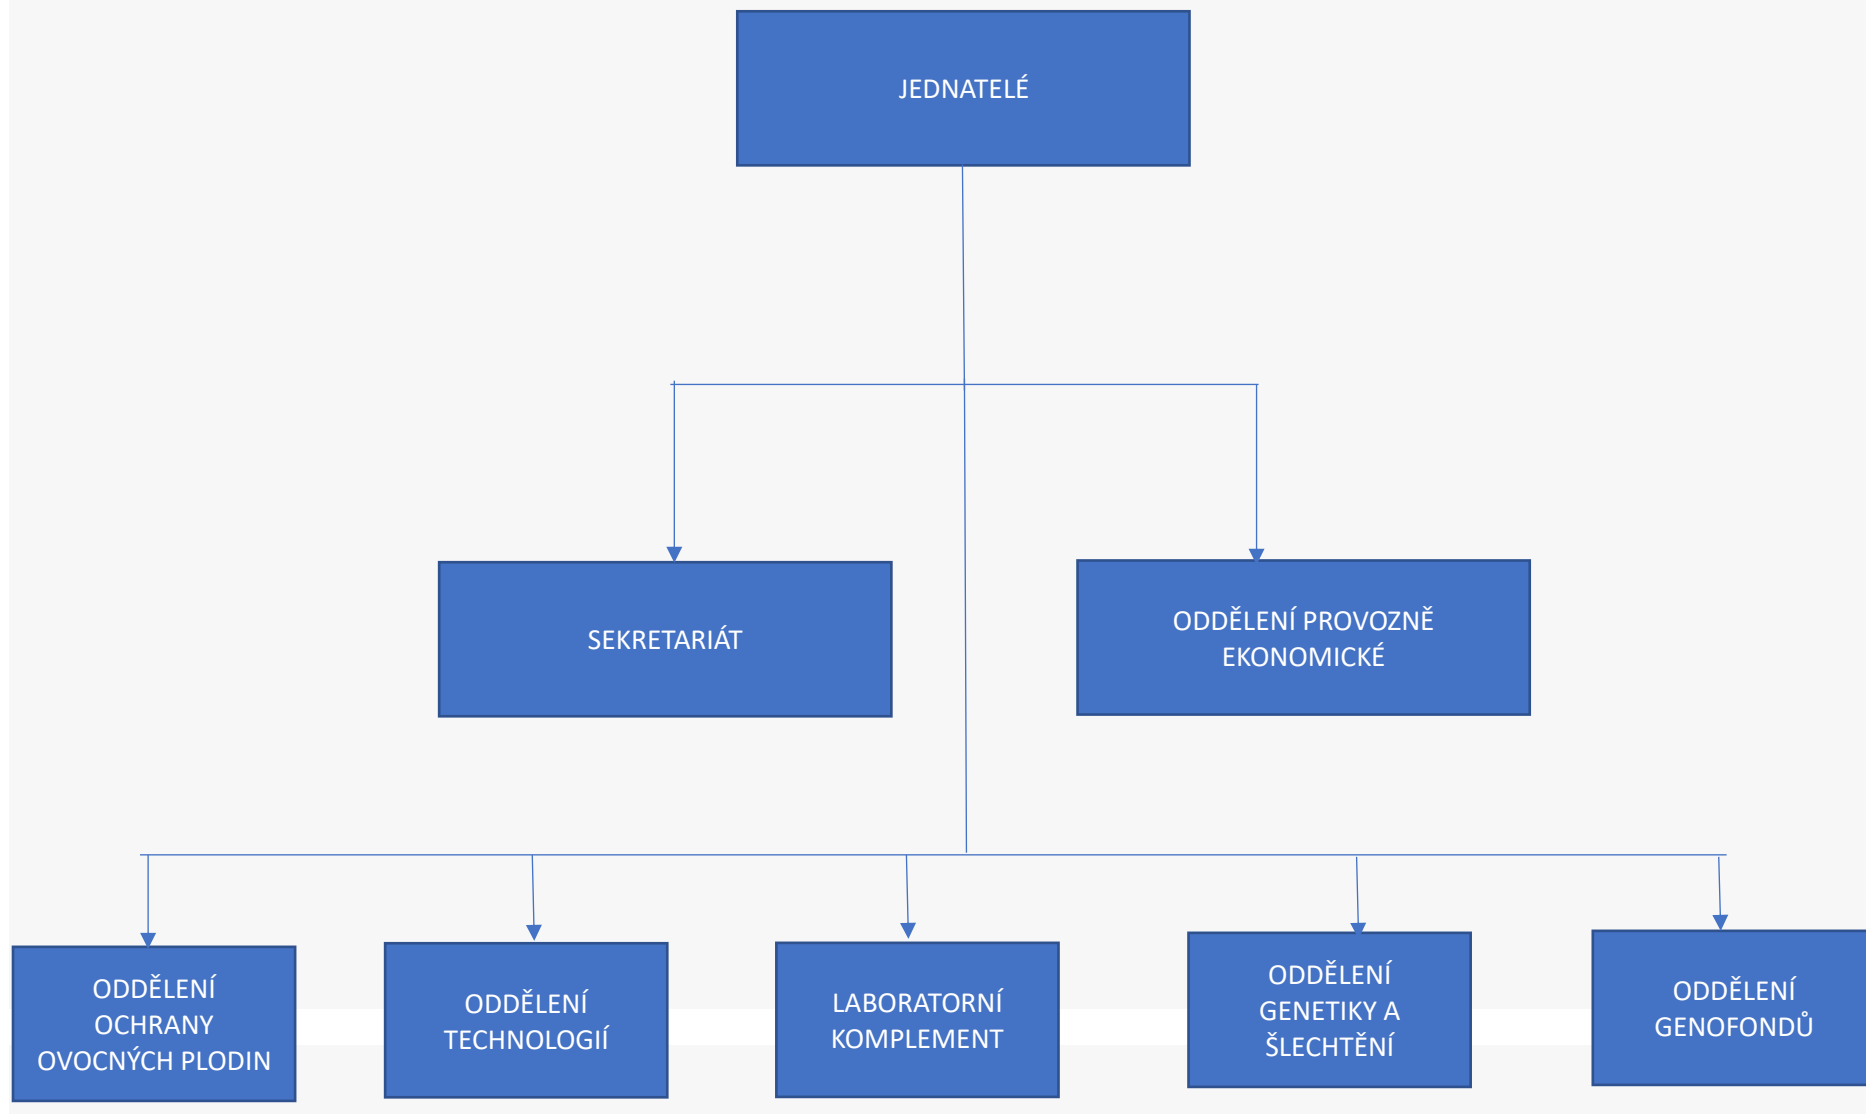 JEDNATELÉ
SEKRETARIÁT
ODDĚLENÍ PROVOZNĚ
EKONOMICKÉ
ODDĚLENÍ
OCHRANY
OVOCNÝCH PLODIN
ODDĚLENÍ
TECHNOLOGIÍ
LABORATORNÍ
KOMPLEMENT
ODDĚLENÍ
GENETIKY A
ŠLECHTĚNÍ
ODDĚLENÍ
GENOFONDŮ